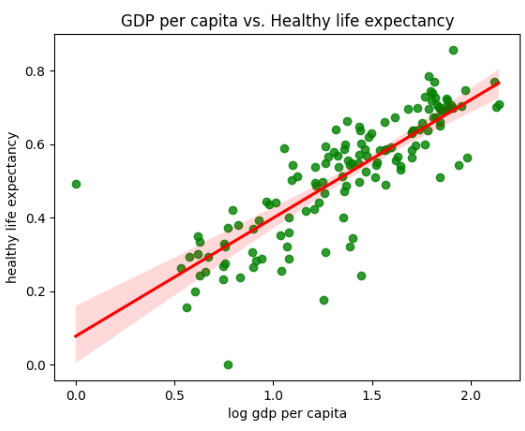 GDP per capita vs. Healthy life expectancy
healthy life expectancy
0.8
0.6
0.4
0.2
0.0
0.0 0.5 1.0 1.5 2.0
log gdp per capita